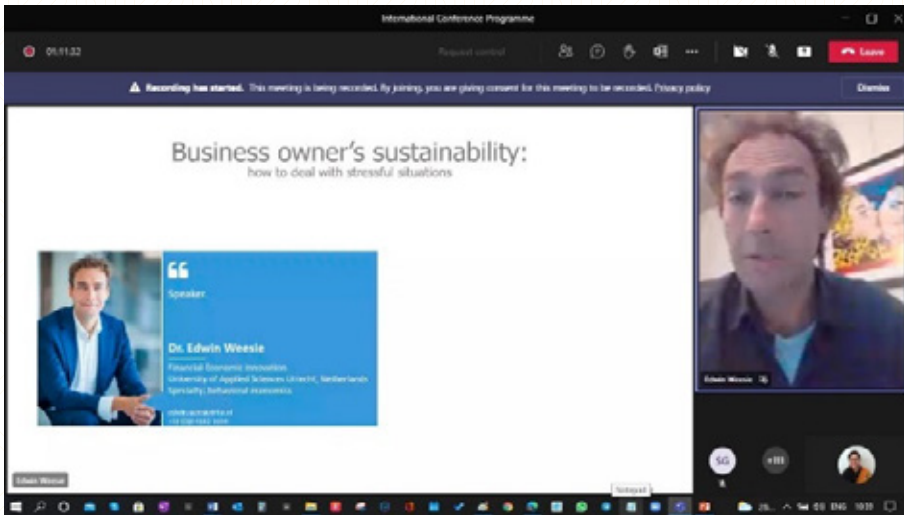 International Conference Programme
01:11:32
Request control
Leave
Recording has started. This meeting is being recorded. By joining, you are giving consent for this meeting to be recorded. Privacy policy
Dismiss
Business owner's sustainability:
how to deal with stressful situations
Speaker
Dr. Edwin Weesie
Financial Economic Innovation
University of Applied Sciences Utrecht, Netherlands
Specialty: behavioral economics
Edwin Weesie
SG
Edwin Weesie
Notepad
ENG